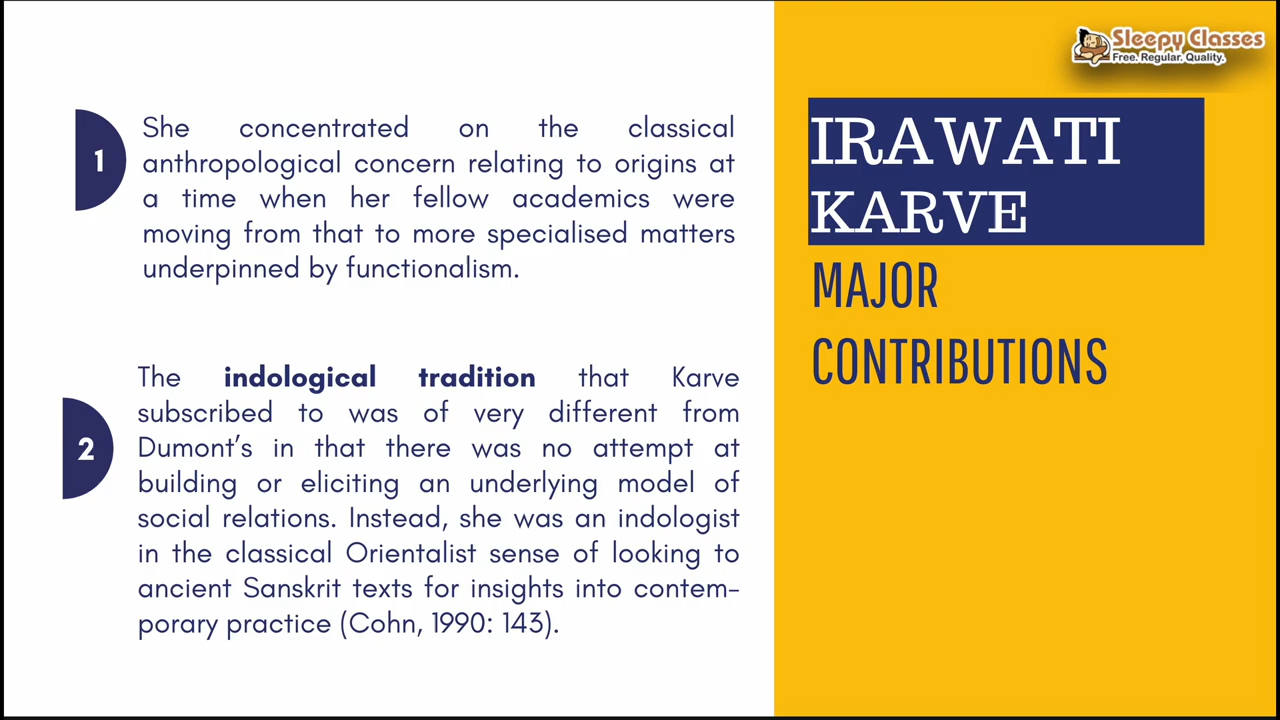 Sleepy Classes
Free. Regular. Quality.
1
She concentrated on the classical
anthropological concern relating to origins at
a time when her fellow academics were
moving from that to more specialised matters
underpinned by functionalism.
2
The indological tradition that Karve
subscribed to was of very different from
Dumont's in that there was no attempt at
building or eliciting an underlying model of
social relations. Instead, she was an indologist
in the classical Orientalist sense of looking to
ancient Sanskrit texts for insights into contem-
porary practice (Cohn, 1990: 143).
IRAWATI
KARVE
MAJOR
CONTRIBUTIONS